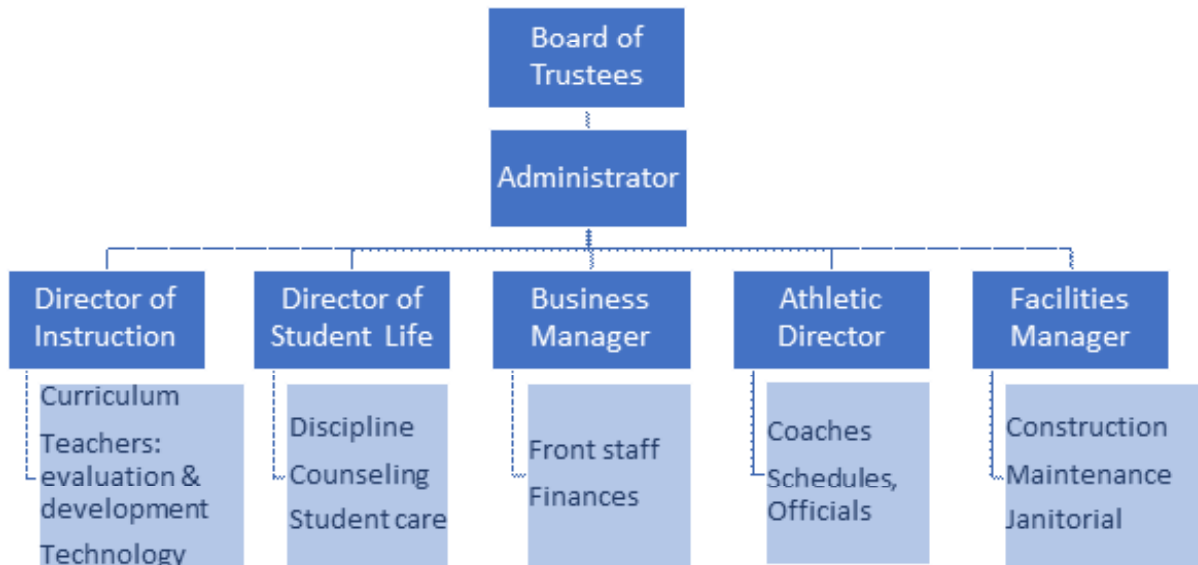 Board of
Trustees
Administrator
Director of
Instruction
Director of
Student Life
Business
Manager
Athletic
Director
Facilities
Manager
Curriculum
Teachers:
evaluation &
development
Technology
Discipline
Counseling
Student care
Front staff
Finances
Coaches
Schedules,
Officials
Construction
Maintenance
Janitorial